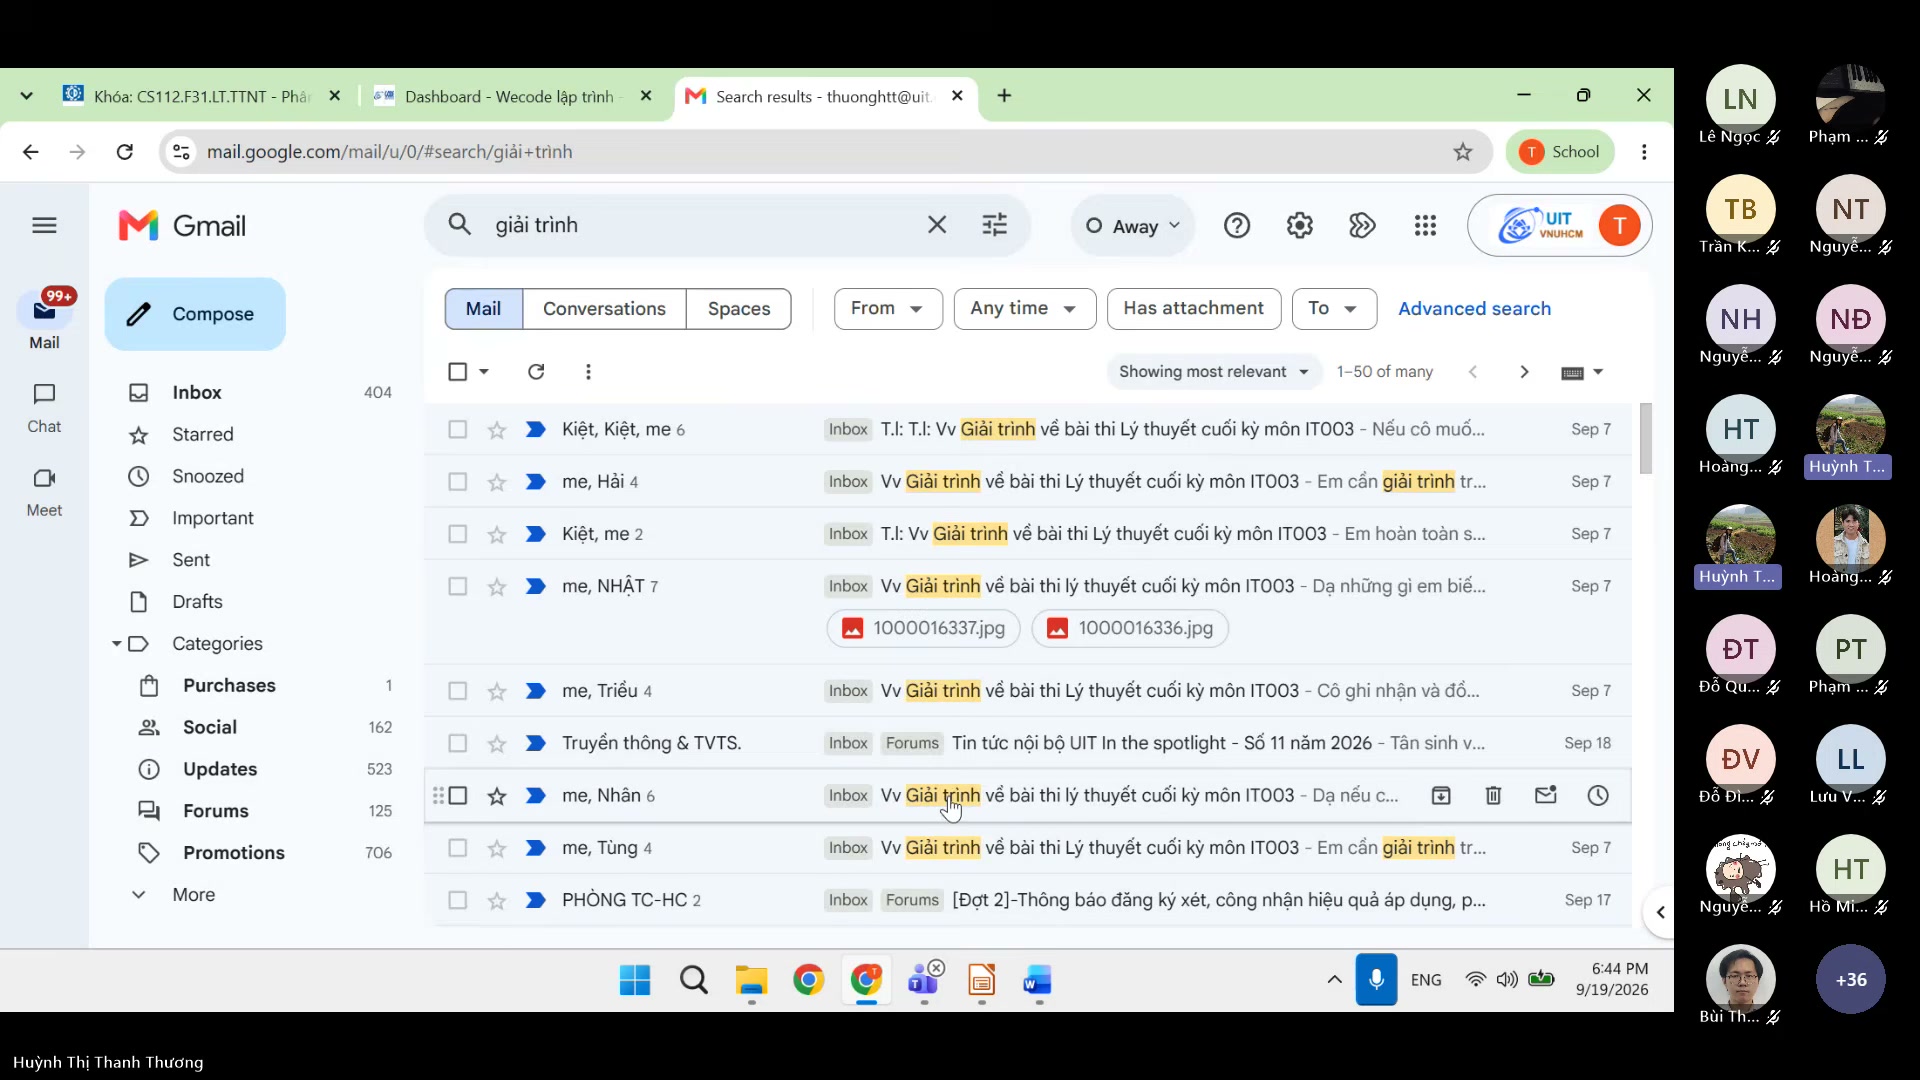 Khóa: CS112.F31.LT.TTNT - Phân
Dashboard - Wecode lập trình -
Search results - thuonghtt@uit.
mail.google.com/mail/u/0/#search/giải+trình
T School
99+
Mail
Chat
Meet
Gmail
giải trình
Away
UIT
VNUHCM
T
Compose
Inbox 404
Starred
Snoozed
Important
Sent
Drafts
Categories
Purchases 1
Social 162
Updates 523
Forums 125
Promotions 706
More
Mail Conversations Spaces From Any time Has attachment To Advanced search
Showing most relevant 1–50 of many
Kiệt, Kiệt, me 6 Inbox T.l: T.l: Vv Giải trình về bài thi Lý thuyết cuối kỳ môn IT003 - Nếu cô muố... Sep 7
me, Hải 4 Inbox Vv Giải trình về bài thi Lý thuyết cuối kỳ môn IT003 - Em cần giải trình tr... Sep 7
Kiệt, me 2 Inbox T.l: Vv Giải trình về bài thi Lý thuyết cuối kỳ môn IT003 - Em hoàn toàn s... Sep 7
me, NHẬT 7 Inbox Vv Giải trình về bài thi lý thuyết cuối kỳ môn IT003 - Dạ những gì em biế... Sep 7
1000016337.jpg 1000016336.jpg
me, Triều 4 Inbox Vv Giải trình về bài thi Lý thuyết cuối kỳ môn IT003 - Cô ghi nhận và đồ... Sep 7
Truyền thông & TVTS. Inbox Forums Tin tức nội bộ UIT In the spotlight - Số 11 năm 2026 - Tân sinh v... Sep 18
me, Nhân 6 Inbox Vv Giải trình về bài thi lý thuyết cuối kỳ môn IT003 - Dạ nếu c...
me, Tùng 4 Inbox Vv Giải trình về bài thi Lý thuyết cuối kỳ môn IT003 - Em cần giải trình tr... Sep 7
PHÒNG TC-HC 2 Inbox Forums [Đợt 2]-Thông báo đăng ký xét, công nhận hiệu quả áp dụng, p... Sep 17
ENG
6:44 PM
9/19/2026
LN
Lê Ngọc Phạm ...
TB NT
Trần K... Nguyễ...
NH NĐ
Nguyễ... Nguyễ...
HT
Hoàng... Huỳnh T...
Huỳnh T... Hoàng...
ĐT PT
Đỗ Qu... Phạm ...
ĐV LL
Đỗ Đì... Lưu V...
HT
Nguyễ... Hồ Mi...
+36
Bùi Th...
Huỳnh Thị Thanh Thương